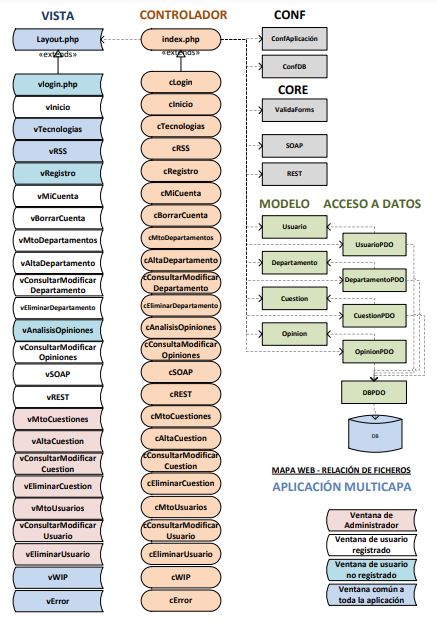 VISTA
Layout.php
«extends»
vlogin.php
vInicio
vTecnologias
vRSS
vRegistro
vMiCuenta
vBorrarCuenta
vMtoDepartamentos
vAltaDepartamento
vConsultarModificar
Departamento
vEliminarDepartamento
vAnalisisOpiniones
vConsultarModificar
Opiniones
vSOAP
vREST
vMtoCuestiones
vAltaCuestion
vConsultarModificar
Cuestion
vEliminarCuestion
vMtoUsuarios
vConsultarModificar
Usuario
vEliminarUsuario
vWIP
vError
CONTROLADOR
index.php
«extends»
cLogin
cInicio
cTecnologias
cRSS
cRegistro
cMiCuenta
cBorrarCuenta
cMtoDepartamentos
cAltaDepartamento
cConsultarModificar
Departamento
cEliminarDepartamento
cAnalisisOpiniones
cConsultaModificar
Opiniones
cSOAP
cREST
cMtoCuestiones
cAltaCuestion
cConsultarModificar
Cuestion
cEliminarCuestion
cMtoUsuarios
cConsultarModificar
Usuario
cEliminarUsuario
cWIP
cError
CONF
ConfAplicación
ConfDB
CORE
ValidaForms
SOAP
REST
MODELO
Usuario
Departamento
Cuestion
Opinion
ACCESO A DATOS
UsuarioPDO
DepartamentoPDO
CuestionPDO
OpinionPDO
DBPDO
DB
MAPA WEB - RELACIÓN DE FICHEROS
APLICACIÓN MULTICAPA
Ventana de
Administrador
Ventana de usuario
registrado
Ventana de usuario
no registrado
Ventana común a
toda la aplicación